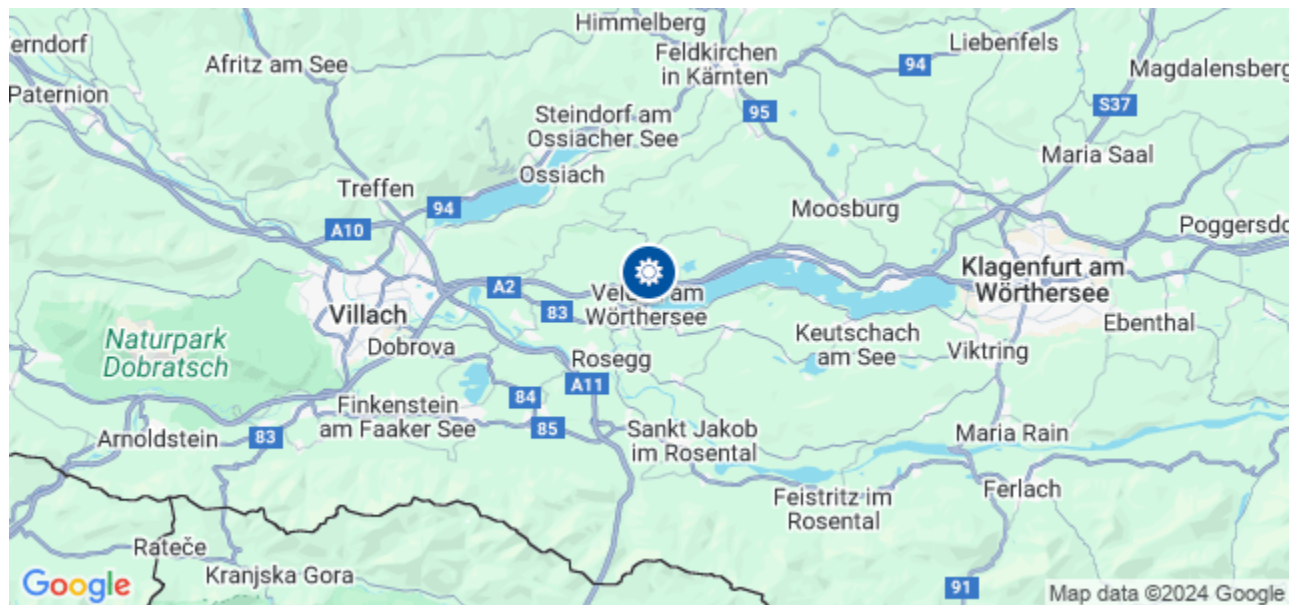 Himmelberg
erndorf
Afritz am See
Feldkirchen
in Kärnten
Liebenfels
94
Magdalensberg
Paternion
95
S37
Steindorf am
Ossiacher See
Maria Saal
Ossiach
Treffen
94
Moosburg
A10
Poggersdo
Klagenfurt am
Wörthersee
A2
83
am
Wörthersee
Villach
Ebenthal
Keutschach
am See
Viktring
Naturpark
Dobratsch
Dobrova
Rosegg
A11
84
85
Finkenstein
am Faaker See
Arnoldstein
83
Sankt Jakob
im Rosental
Maria Rain
Feistritz im
Rosental
Ferlach
Rateče
Kranjska Gora
91
Google
Map data ©2024 Google